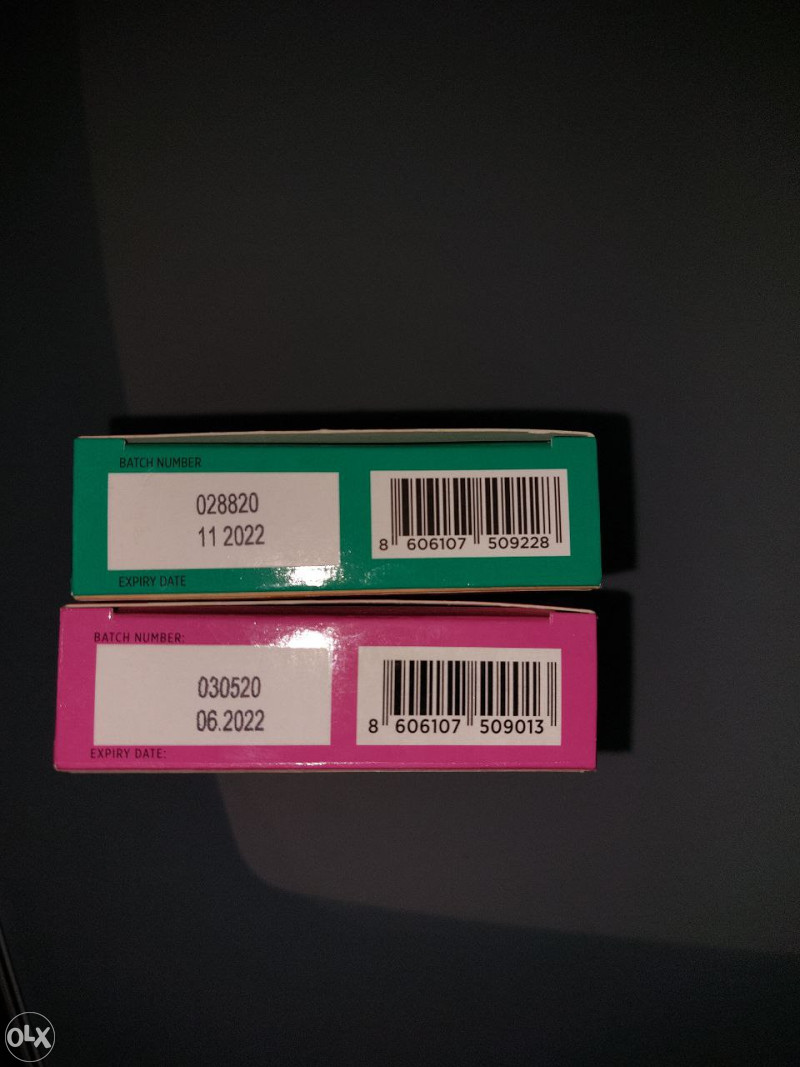 BATCH NUMBER
028820
11 2022
EXPIRY DATE
8 606107 509228
BATCH NUMBER:
030520
06.2022
EXPIRY DATE:
8 606107 509013
OLX